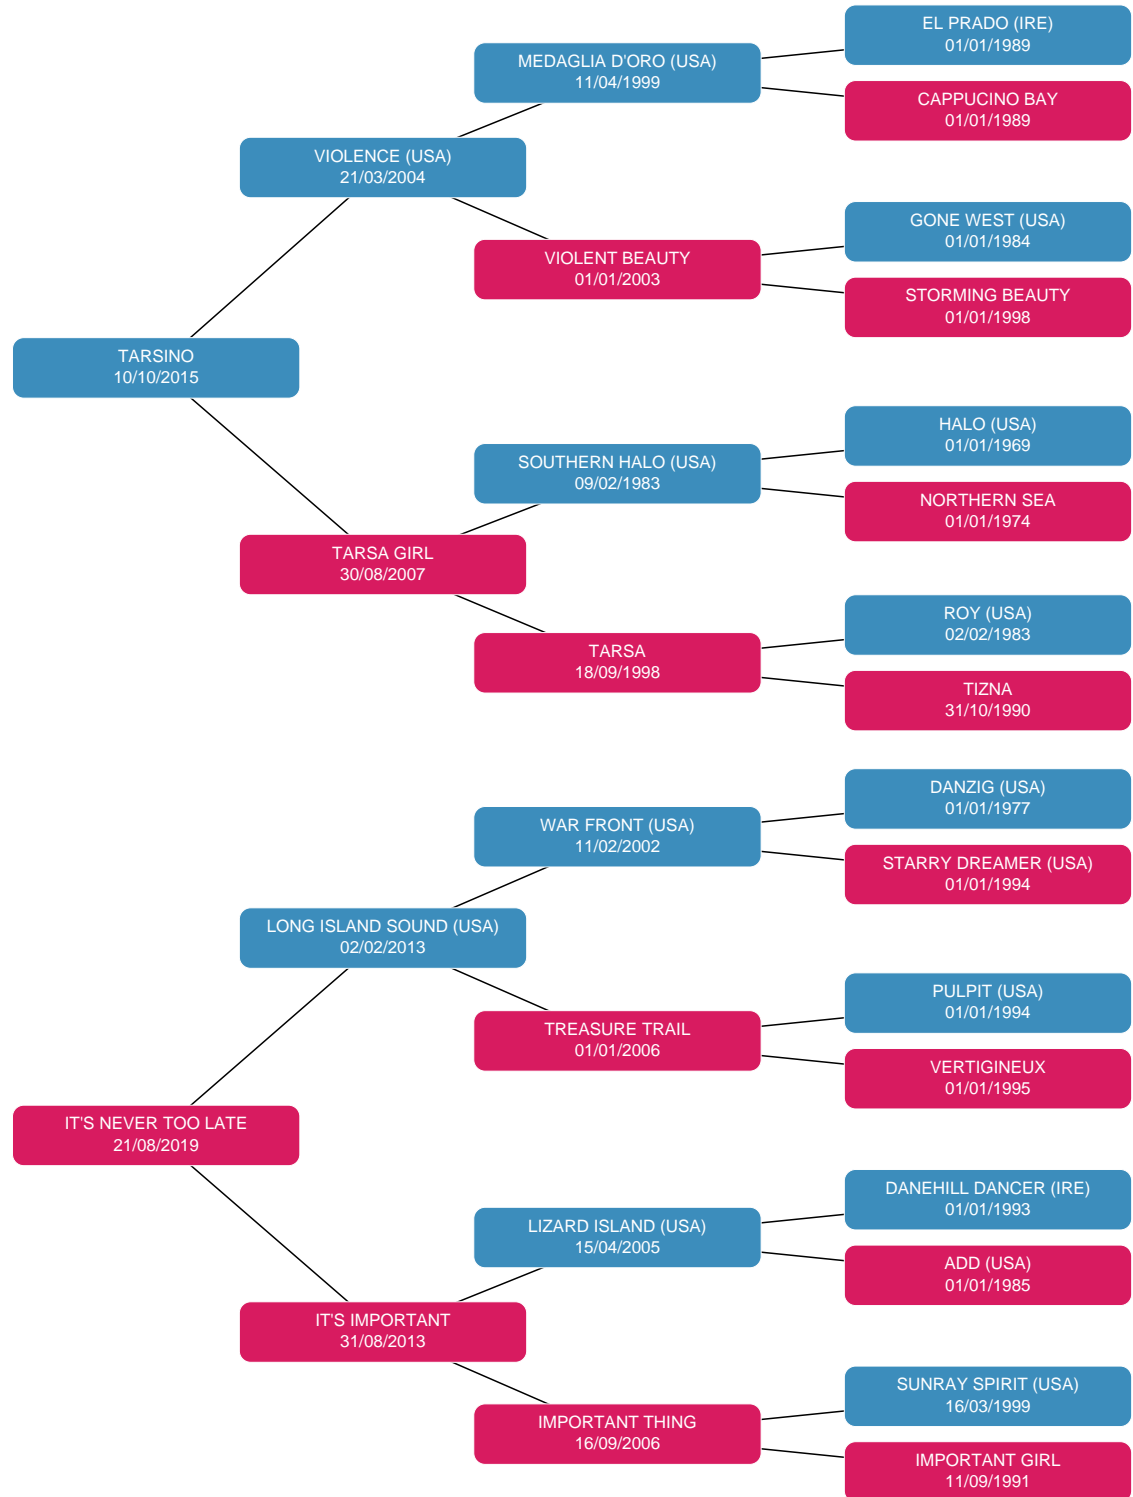 EL PRADO (IRE)
01/01/1989
MEDAGLIA D'ORO (USA)
11/04/1999
CAPPUCINO BAY
01/01/1989
VIOLENCE (USA)
21/03/2004
GONE WEST (USA)
01/01/1984
VIOLENT BEAUTY
01/01/2003
STORMING BEAUTY
01/01/1998
TARSINO
10/10/2015
HALO (USA)
01/01/1969
SOUTHERN HALO (USA)
09/02/1983
NORTHERN SEA
01/01/1974
TARSA GIRL
30/08/2007
ROY (USA)
02/02/1983
TARSA
18/09/1998
TIZNA
31/10/1990
DANZIG (USA)
01/01/1977
WAR FRONT (USA)
11/02/2002
STARRY DREAMER (USA)
01/01/1994
LONG ISLAND SOUND (USA)
02/02/2013
PULPIT (USA)
01/01/1994
TREASURE TRAIL
01/01/2006
VERTIGINEUX
01/01/1995
IT'S NEVER TOO LATE
21/08/2019
DANEHILL DANCER (IRE)
01/01/1993
LIZARD ISLAND (USA)
15/04/2005
ADD (USA)
01/01/1985
IT'S IMPORTANT
31/08/2013
SUNRAY SPIRIT (USA)
16/03/1999
IMPORTANT THING
16/09/2006
IMPORTANT GIRL
11/09/1991